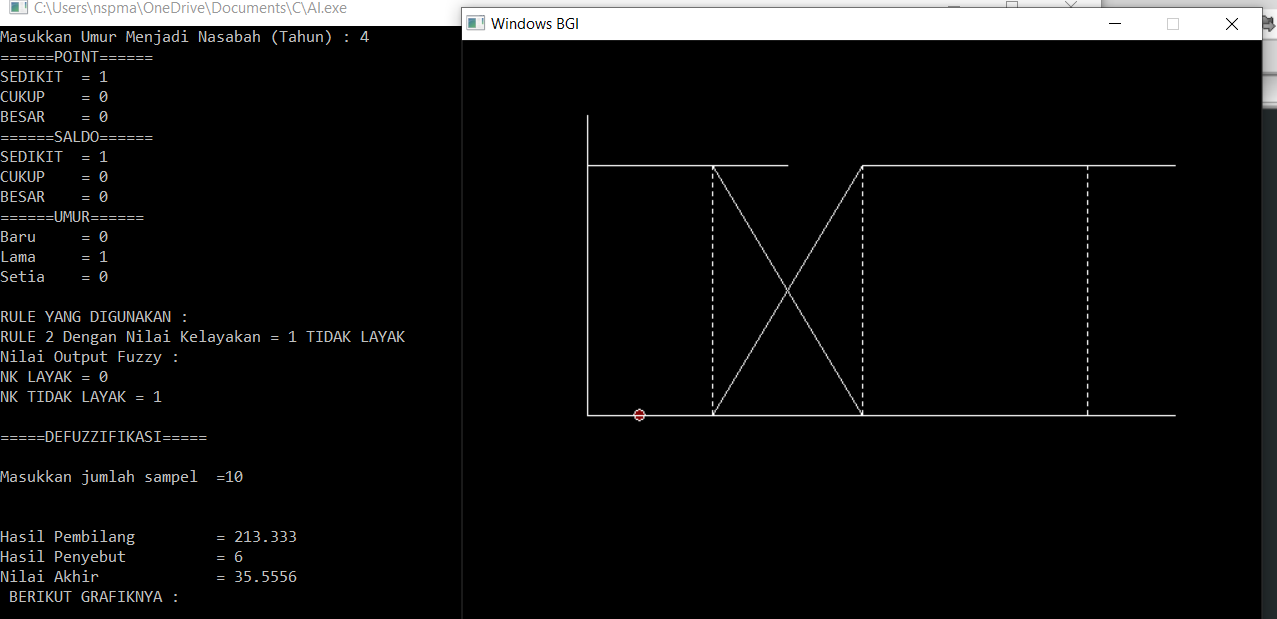 C:\Users\nspma\OneDrive\Documents\C\AI.exe
Windows BGI
Masukkan Umur Menjadi Nasabah (Tahun) : 4
======POINT======
SEDIKIT  = 1
CUKUP    = 0
BESAR    = 0
======SALDO======
SEDIKIT  = 1
CUKUP    = 0
BESAR    = 0
======UMUR======
Baru     = 0
Lama     = 1
Setia    = 0
RULE YANG DIGUNAKAN :
RULE 2 Dengan Nilai Kelayakan = 1 TIDAK LAYAK
Nilai Output Fuzzy :
NK LAYAK = 0
NK TIDAK LAYAK = 1
=====DEFUZZIFIKASI=====
Masukkan jumlah sampel  =10
Hasil Pembilang         = 213.333
Hasil Penyebut          = 6
Nilai Akhir             = 35.5556
BERIKUT GRAFIKNYA :